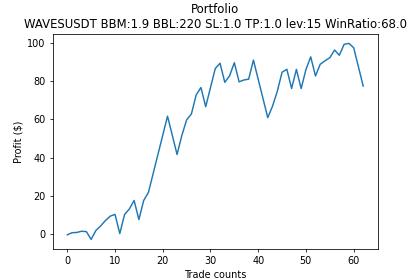 Portfolio
WAVESUSDT BBM:1.9 BBL:220 SL:1.0 TP:1.0 lev:15 WinRatio:68.0
100
80
60
40
20
0
Profit ($)
0 10 20 30 40 50 60
Trade counts